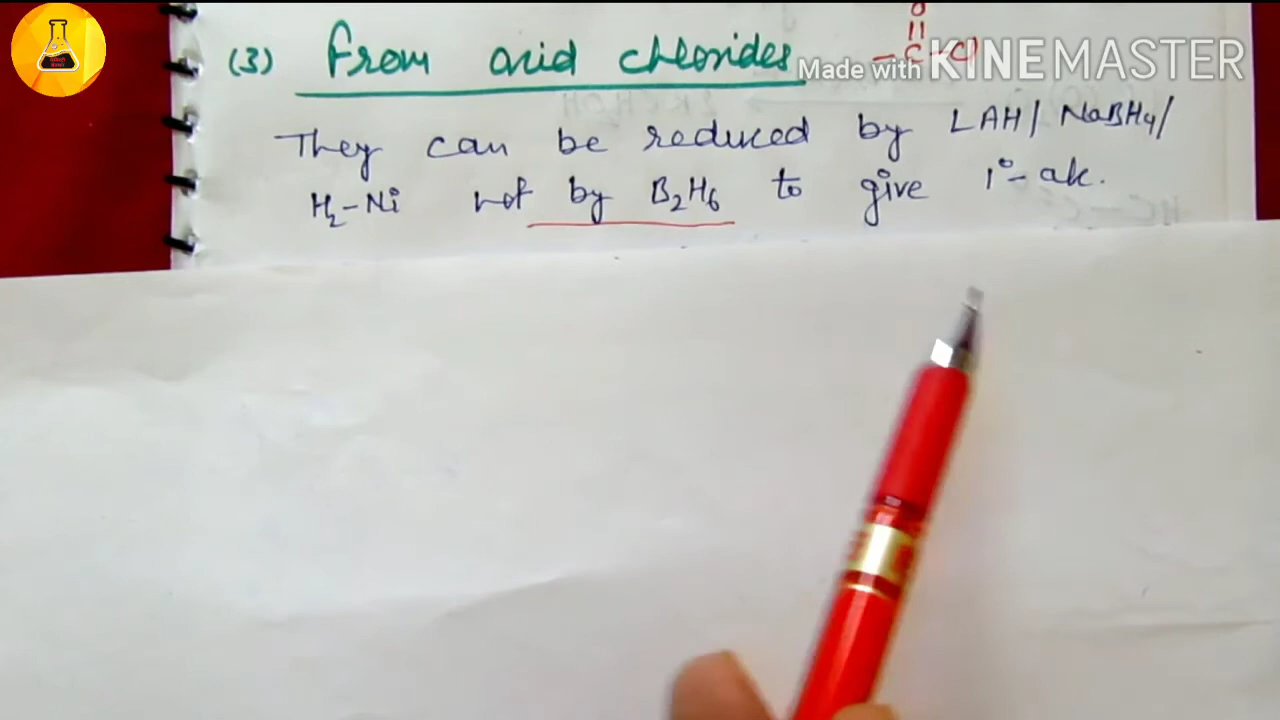 O
||
(3) From acid chlorides -C-Cl
Made with KINEMASTER
They can be reduced by LAH/ NaBH4/
H2-Ni not by B2H6 to give 1°-alc.